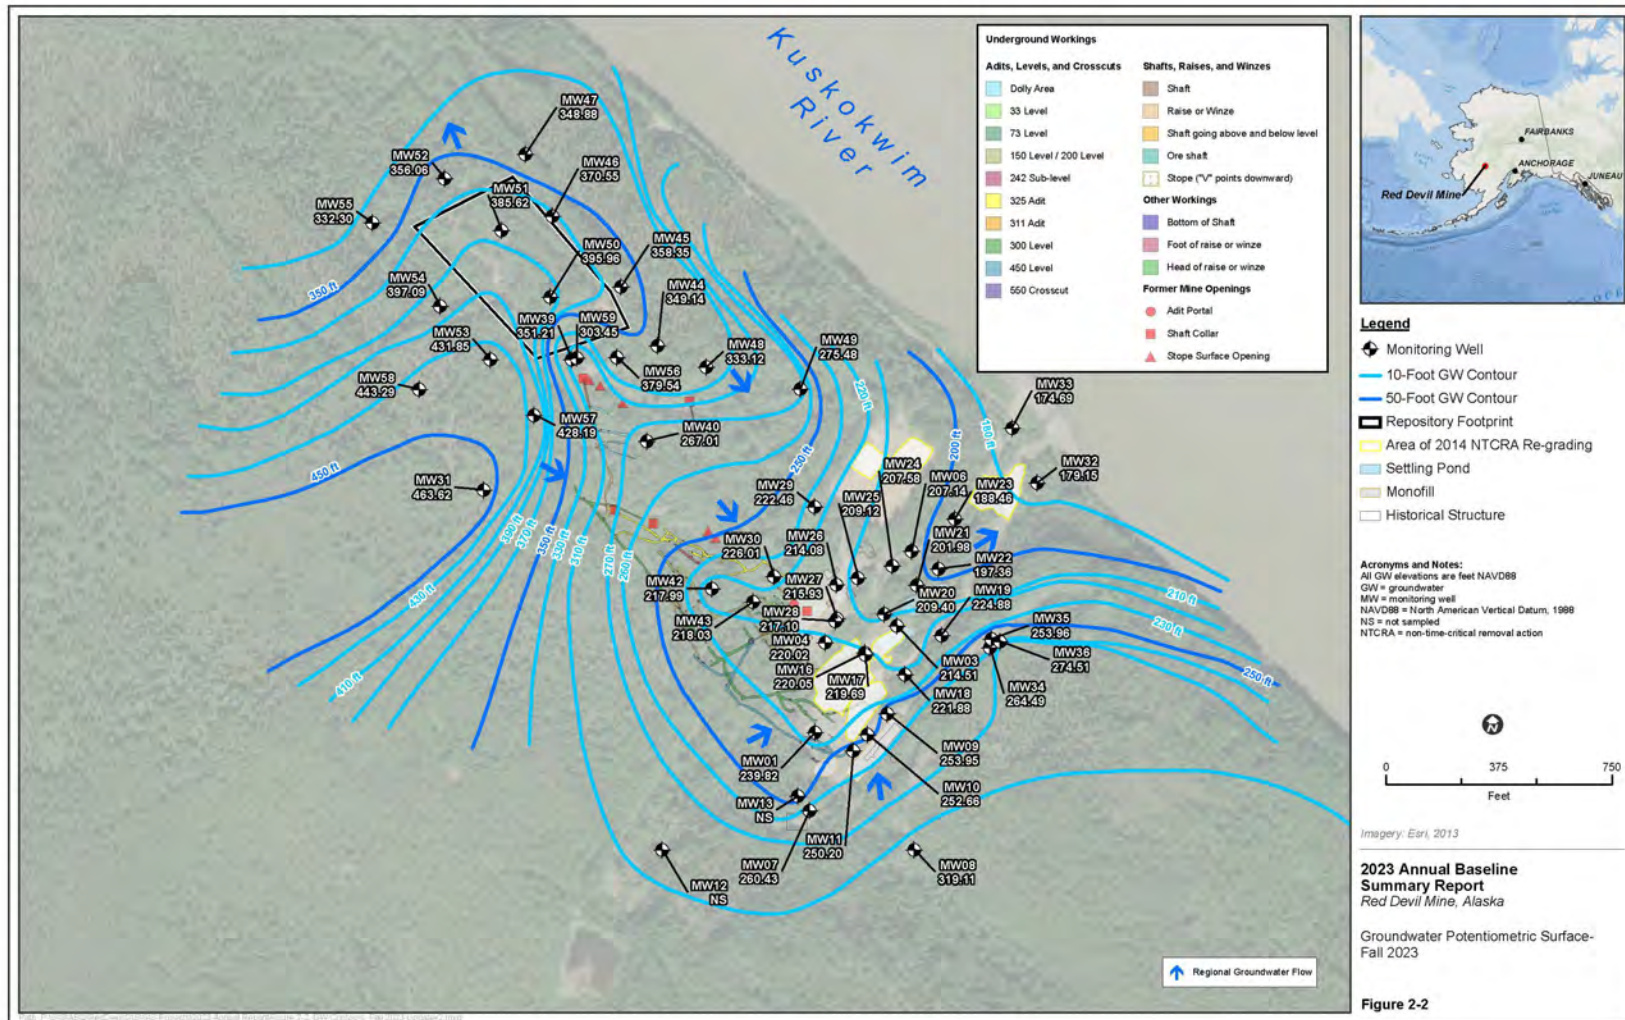 Kuskokwim
River
MW47
348.88
MW52
356.06
MW46
370.55
MW51
385.62
MW55
332.30
MW45
358.35
MW50
395.96
MW44
349.14
MW54
397.09
MW39
351.21
MW59
303.45
MW53
431.85
MW48
333.12
MW49
275.48
MW56
379.54
MW58
443.29
MW33
174.69
MW57
428.19
MW40
267.01
MW24
207.58
MW06
207.14
MW32
179.15
MW31
463.62
MW29
222.46
MW25
209.12
MW23
188.46
MW30
226.01
MW26
214.08
MW21
201.98
MW22
197.36
MW42
217.99
MW27
215.93
MW20
209.40
MW19
224.88
MW43
218.03
MW28
217.10
MW35
253.96
MW04
220.02
MW36
274.51
MW16
220.05
MW17
219.69
MW03
214.51
MW34
264.49
MW18
221.88
MW01
239.82
MW09
253.95
MW10
252.66
MW13
NS
MW11
250.20
MW07
260.43
MW08
319.11
MW12
NS
350 ft
450 ft
430 ft
410 ft
390 ft
370 ft
350 ft
330 ft
310 ft
270 ft
260 ft
250 ft
220 ft
200 ft
180 ft
210 ft
230 ft
250 ft
Underground Workings
Adits, Levels, and Crosscuts
Dolly Area
33 Level
73 Level
150 Level / 200 Level
242 Sub-level
325 Adit
311 Adit
300 Level
450 Level
550 Crosscut
Shafts, Raises, and Winzes
Shaft
Raise or Winze
Shaft going above and below level
Ore shaft
Stope ("V" points downward)
Other Workings
Bottom of Shaft
Foot of raise or winze
Head of raise or winze
Former Mine Openings
Adit Portal
Shaft Collar
Stope Surface Opening
Regional Groundwater Flow
FAIRBANKS
ANCHORAGE
JUNEAU
Red Devil Mine
Legend
Monitoring Well
10-Foot GW Contour
50-Foot GW Contour
Repository Footprint
Area of 2014 NTCRA Re-grading
Settling Pond
Monofill
Historical Structure
Acronyms and Notes:
All GW elevations are feet NAVD88
GW = groundwater
MW = monitoring well
NAVD88 = North American Vertical Datum, 1988
NS = not sampled
NTCRA = non-time-critical removal action
N
0 375 750
Feet
Imagery: Esri, 2013
2023 Annual Baseline
Summary Report
Red Devil Mine, Alaska
Groundwater Potentiometric Surface-
Fall 2023
Figure 2-2